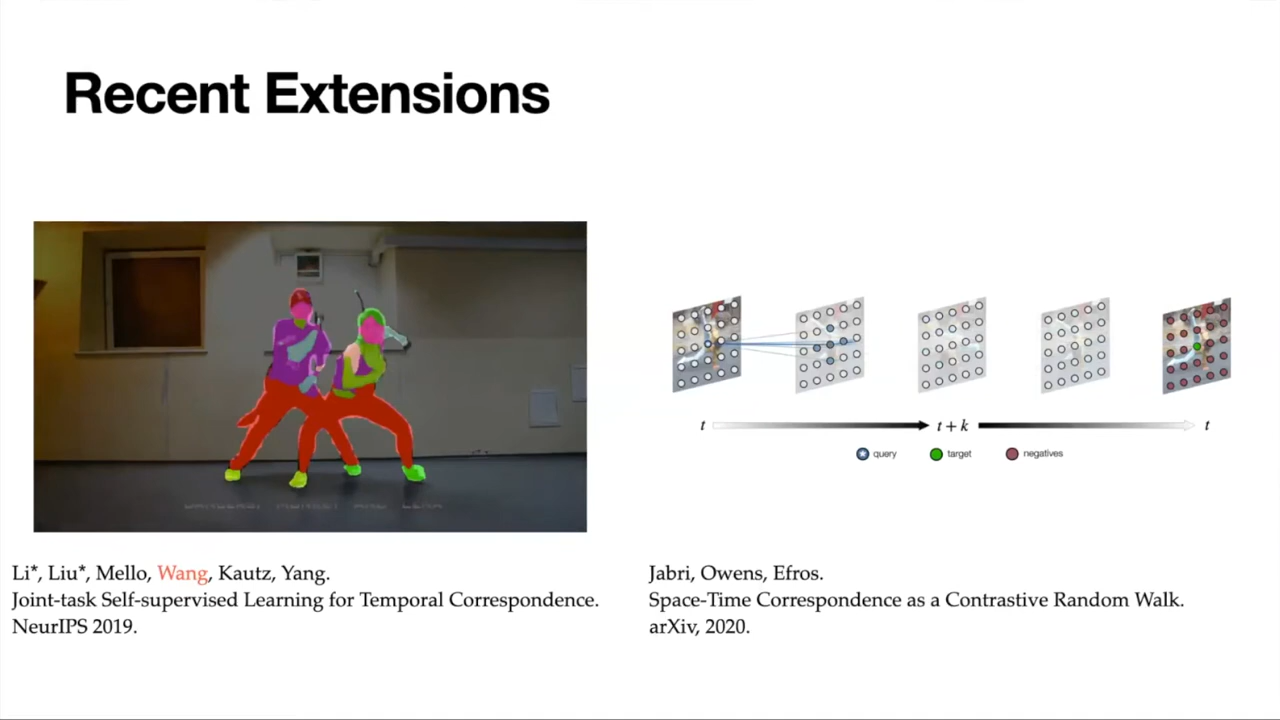 Recent Extensions
t
t + k
t
query
target
negatives
Li*, Liu*, Mello, Wang, Kautz, Yang.
Joint-task Self-supervised Learning for Temporal Correspondence.
NeurIPS 2019.
Jabri, Owens, Efros.
Space-Time Correspondence as a Contrastive Random Walk.
arXiv, 2020.